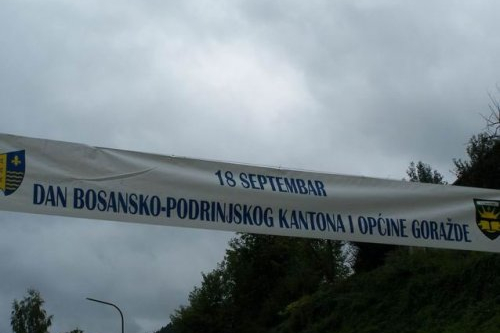 18 SEPTEMBAR
DAN BOSANSKO-PODRINJSKOG KANTONA I OPĆINE GORAŽDE